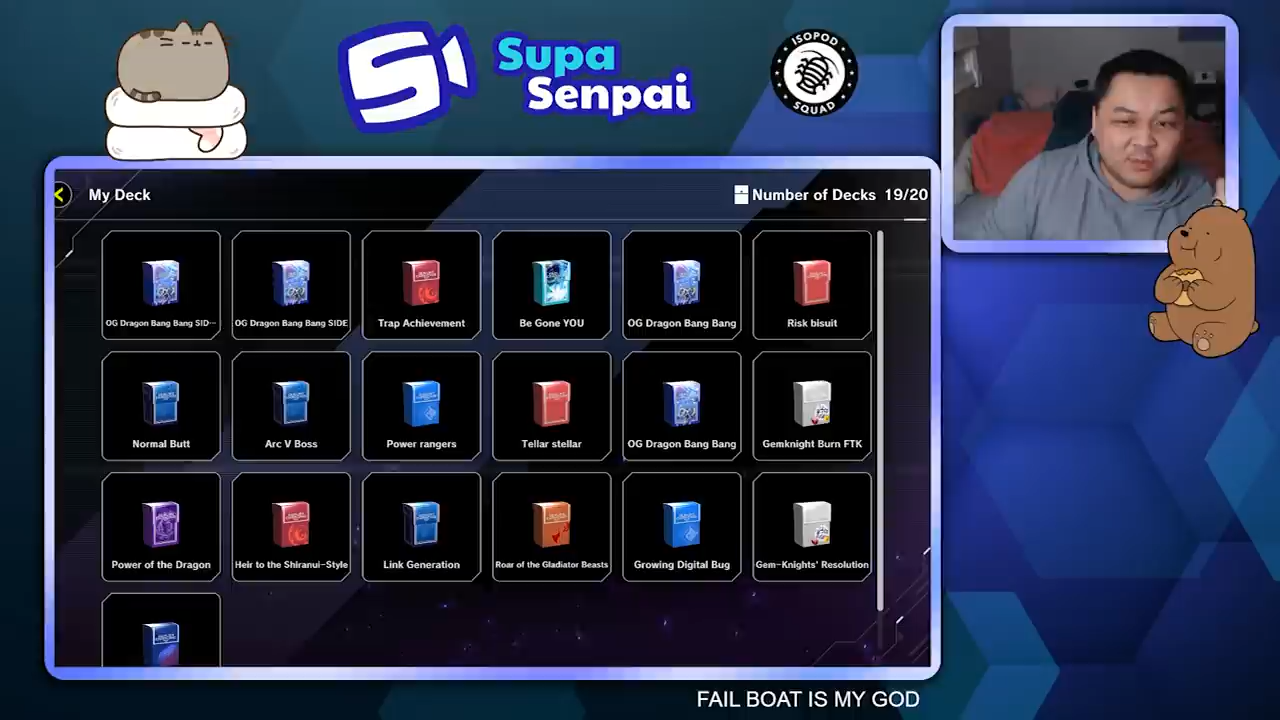 Supa
Senpai
ISOPOD
SQUAD
My Deck
Number of Decks 19/20
OG Dragon Bang Bang SID...
OG Dragon Bang Bang SIDE
Trap Achievement
Be Gone YOU
OG Dragon Bang Bang
Risk bisuit
Normal Butt
Arc V Boss
Power rangers
Tellar stellar
OG Dragon Bang Bang
Gemknight Burn FTK
Power of the Dragon
Heir to the Shiranui-Style
Link Generation
Roar of the Gladiator Beasts
Growing Digital Bug
Gem-Knights' Resolution
FAIL BOAT IS MY GOD